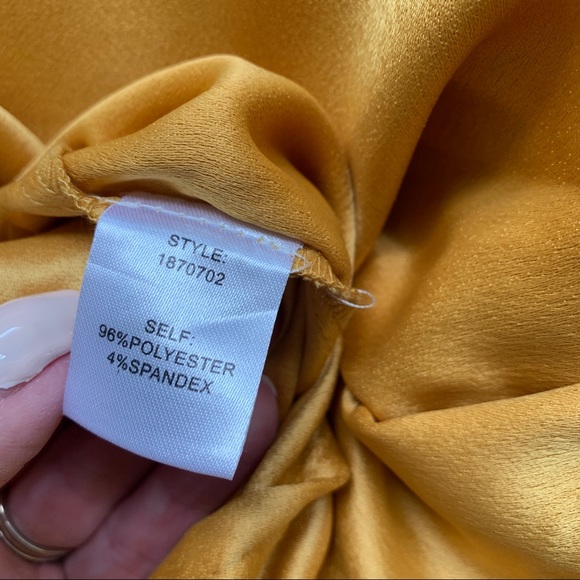 STYLE:
1870702
SELF:
96%POLYESTER
4%SPANDEX